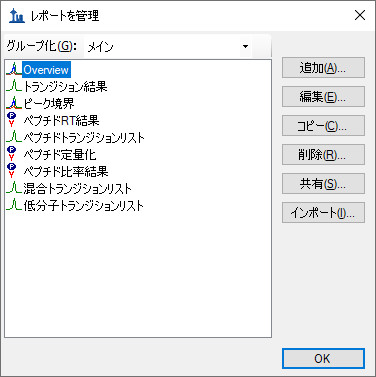 レポートを管理
グループ化(G): メイン
Overview
トランジション結果
ピーク境界
ペプチドRT結果
ペプチドトランジションリスト
ペプチド定量化
ペプチド比率結果
混合トランジションリスト
低分子トランジションリスト
追加(A)...
編集(E)...
コピー(C)...
削除(R)...
共有(S)...
インポート(I)...
OK